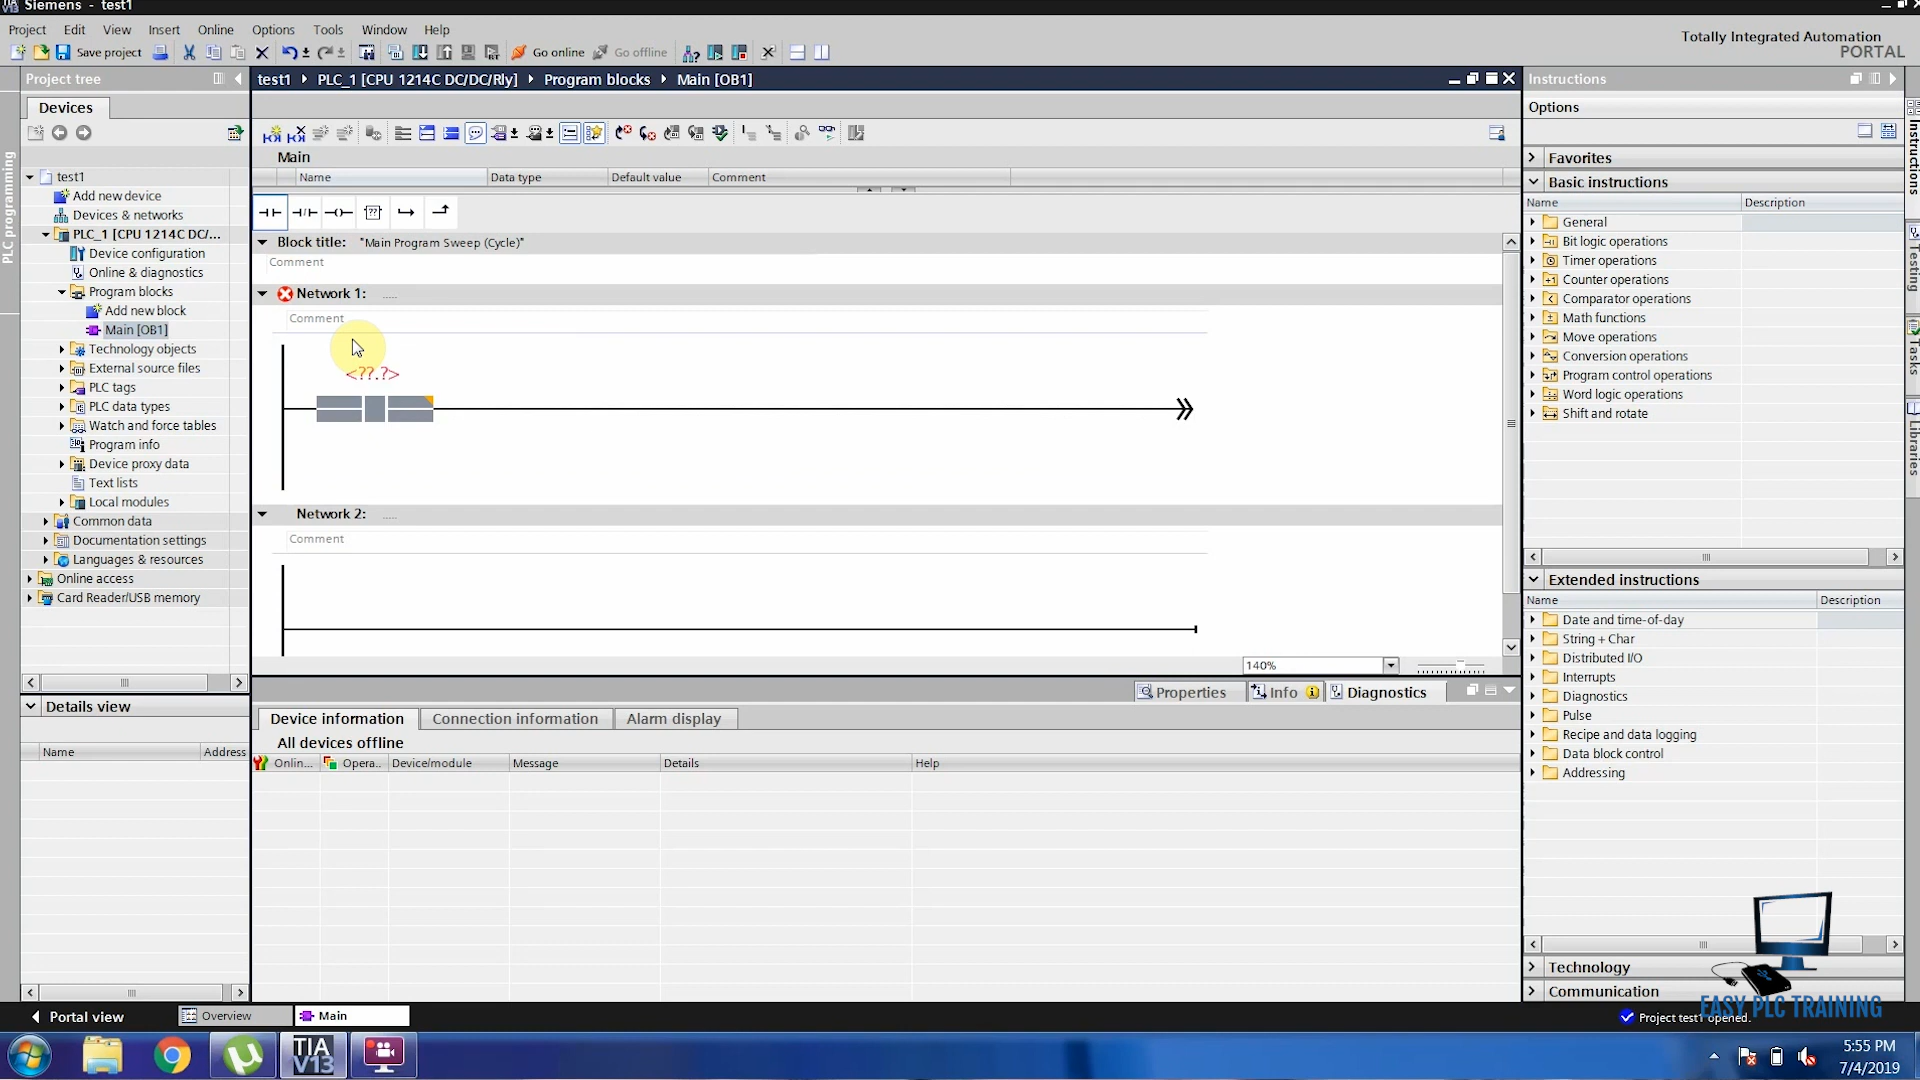 Siemens - test1
Project Edit View Insert Online Options Tools Window Help
Totally Integrated Automation
PORTAL
Save project Go online Go offline
Project tree
test1 PLC_1 [CPU 1214C DC/DC/Rly] Program blocks Main [OB1]
Instructions
Devices
Options
PLC programming
Main
Name Data type Default value Comment
Favorites
Basic instructions
Name Description
General
Bit logic operations
Timer operations
Counter operations
Comparator operations
Math functions
Move operations
Conversion operations
Program control operations
Word logic operations
Shift and rotate
Extended instructions
Name Description
Date and time-of-day
String + Char
Distributed I/O
Interrupts
Diagnostics
Pulse
Recipe and data logging
Data block control
Addressing
Technology
Communication
Instructions
Testing
Tasks
Libraries
test1
Add new device
Devices & networks
PLC_1 [CPU 1214C DC/...
Device configuration
Online & diagnostics
Program blocks
Add new block
Main [OB1]
Technology objects
External source files
PLC tags
PLC data types
Watch and force tables
Program info
Device proxy data
Text lists
Local modules
Common data
Documentation settings
Languages & resources
Online access
Card Reader/USB memory
??
Block title: "Main Program Sweep (Cycle)"
Comment
Network 1: .....
Comment
<??.?>
Network 2: .....
Comment
140%
Properties Info Diagnostics
Details view
Name Address
Device information Connection information Alarm display
All devices offline
Onlin... Opera.. Device/module Message Details Help
Portal view Overview Main
Project test1 opened.
EASY PLC TRAINING
TIA
V13
5:55 PM
7/4/2019